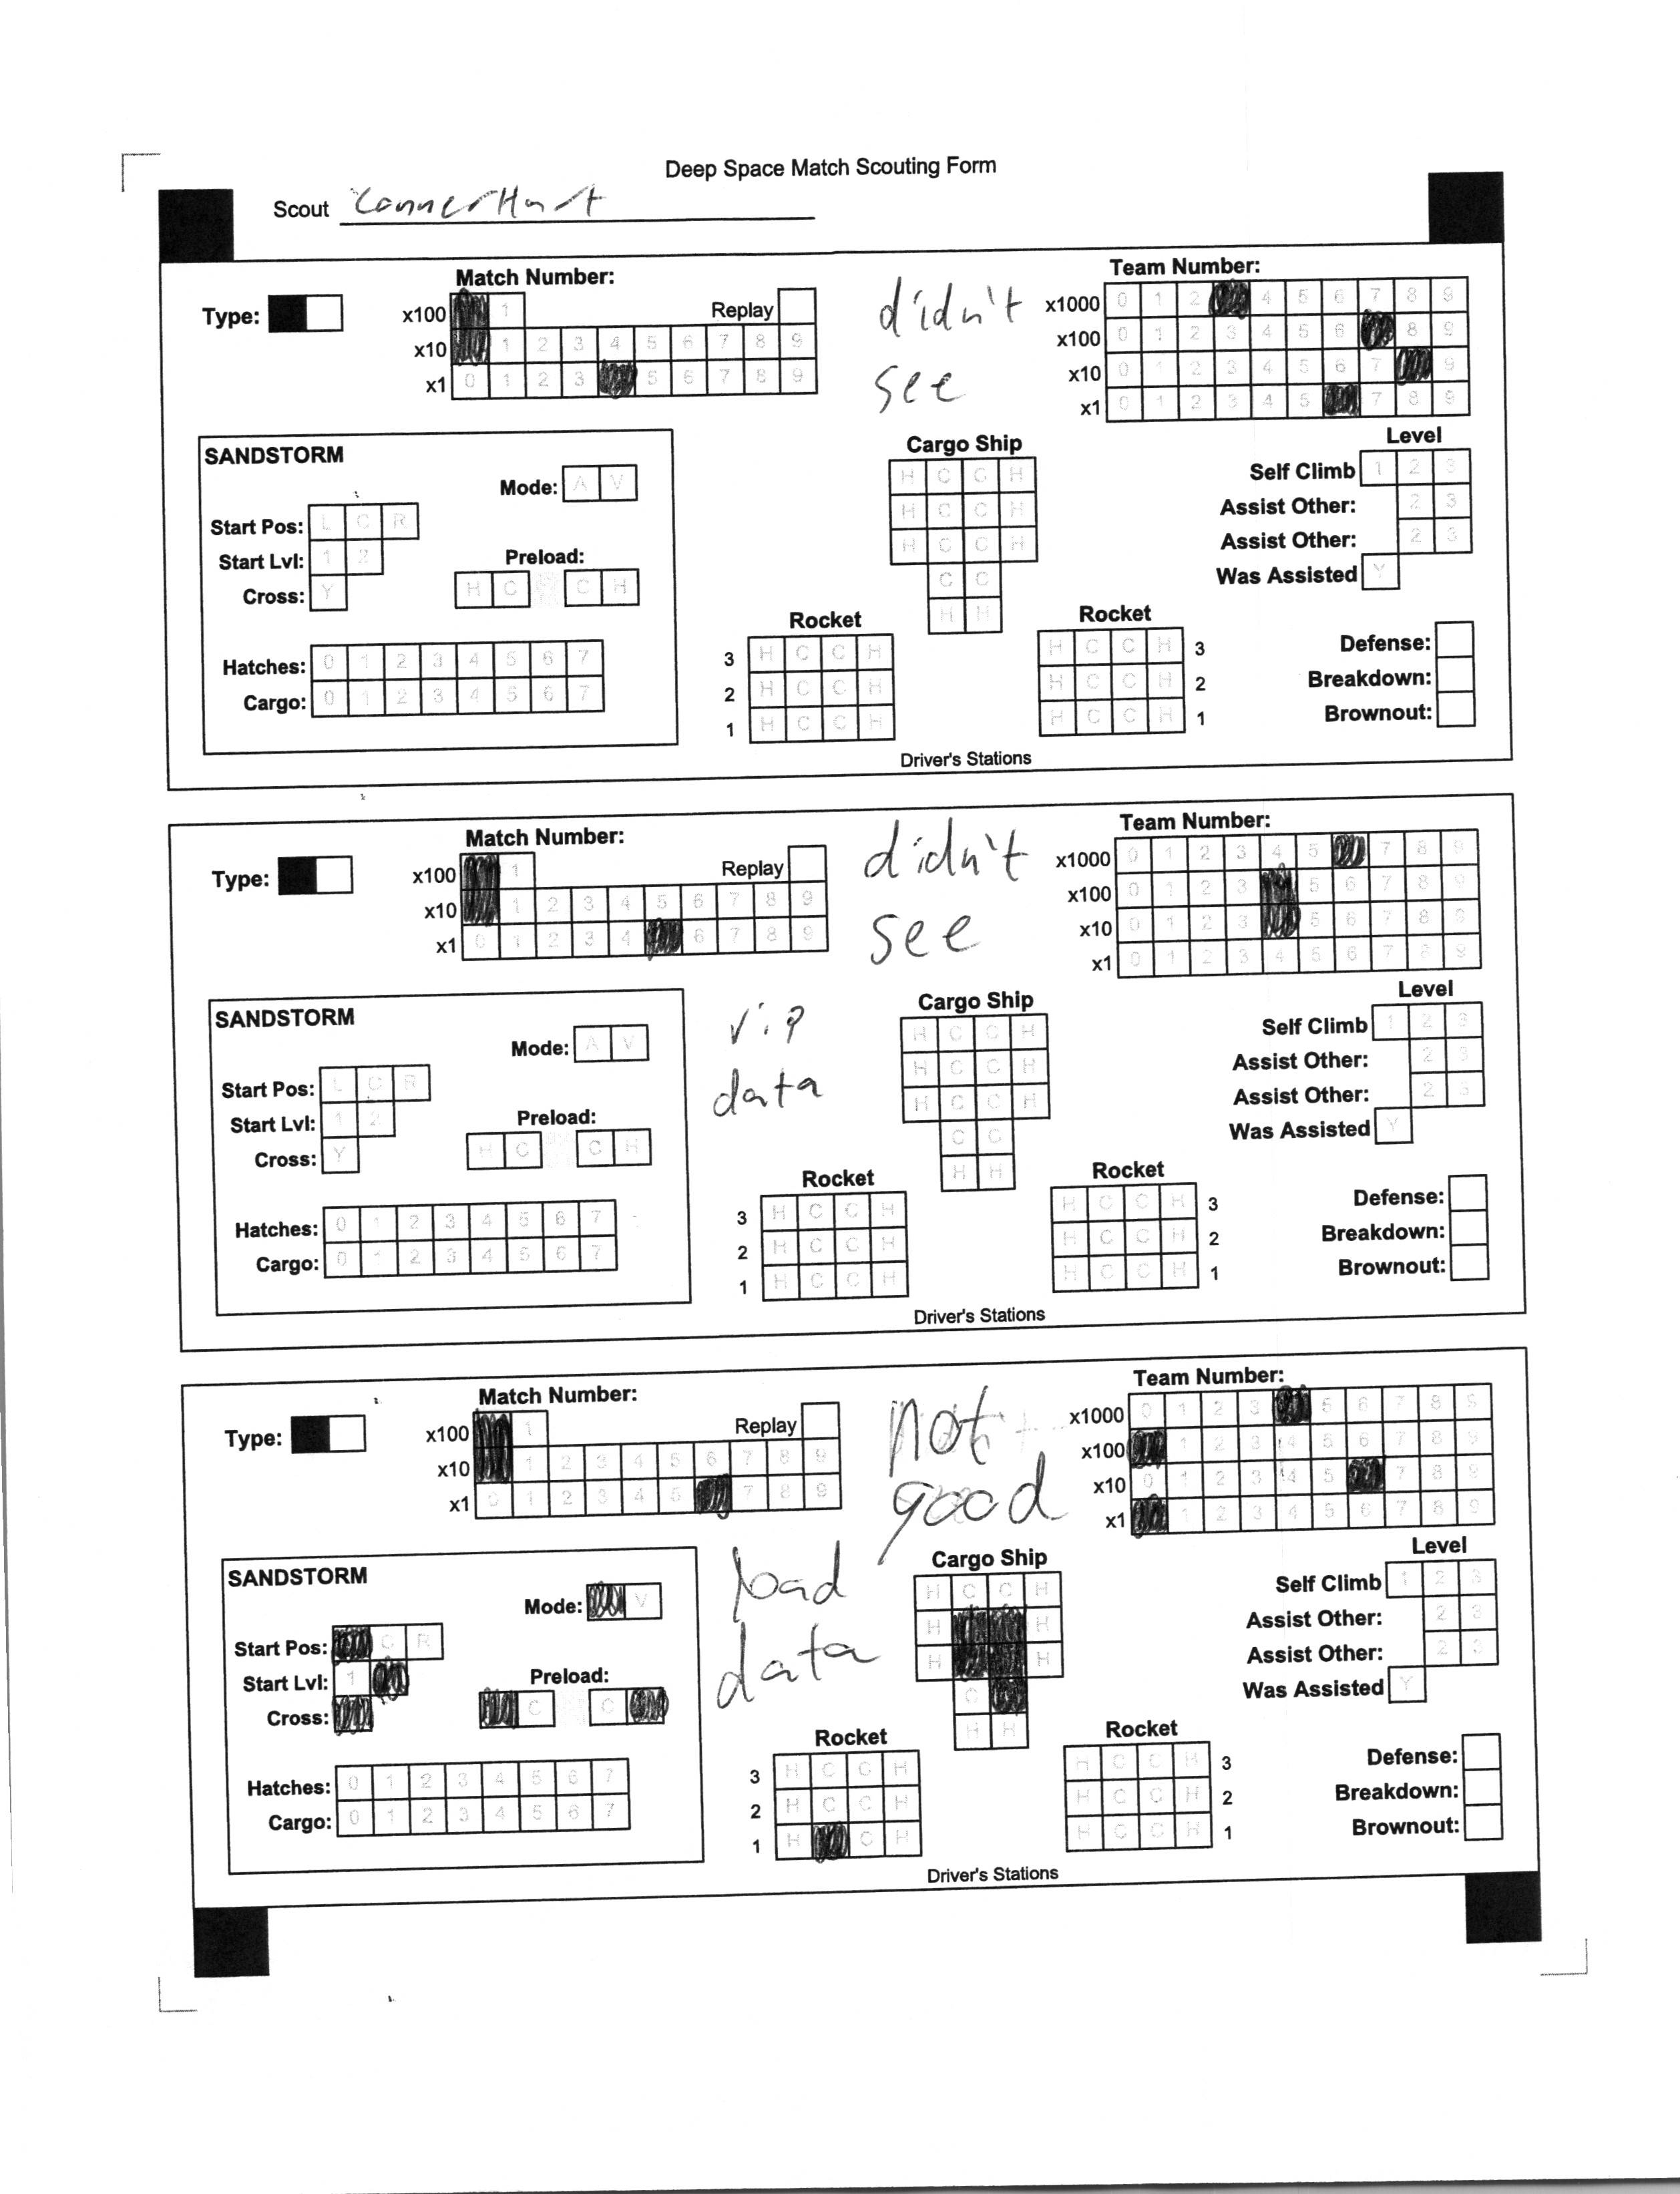 Deep Space Match Scouting Form
Scout Conner Hart
Match Number:
Team Number:
Type:
x100 1
Replay
x10 1 2 3 4 5 6 7 8 9
x1 0 1 2 3 5 6 7 8 9
didn't
see
x1000 0 1 2 4 5 6 7 8 9
x100 0 1 2 3 4 5 6 8 9
x10 0 1 2 3 4 5 6 7 9
x1 0 1 2 3 4 5 7 8 9
SANDSTORM
Mode: A V
Start Pos: L C R
Start Lvl: 1 2
Cross: Y
Preload:
H C C H
Hatches: 0 1 2 3 4 5 6 7
Cargo: 0 1 2 3 4 5 6 7
Cargo Ship
H C C H
H C C H
H C C H
C C
H H
Level
Self Climb 1 2 3
Assist Other: 2 3
Assist Other: 2 3
Was Assisted Y
Rocket
3 H C C H
2 H C C H
1 H C C H
Rocket
H C C H 3
H C C H 2
H C C H 1
Defense:
Breakdown:
Brownout:
Driver's Stations
Match Number:
Team Number:
Type:
x100 1
Replay
x10 1 2 3 4 5 6 7 8 9
x1 0 1 2 3 4 6 7 8 9
didn't
see
x1000 0 1 2 3 4 5 7 8 9
x100 0 1 2 3 5 6 7 8 9
x10 0 1 2 3 5 6 7 8 9
x1 0 1 2 3 4 5 6 7 8 9
SANDSTORM
Mode: A V
Start Pos: L C R
Start Lvl: 1 2
Cross: Y
Preload:
H C C H
Hatches: 0 1 2 3 4 5 6 7
Cargo: 0 1 2 3 4 5 6 7
r.i.p
data
Cargo Ship
H C C H
H C C H
H C C H
C C
H H
Level
Self Climb 1 2 3
Assist Other: 2 3
Assist Other: 2 3
Was Assisted Y
Rocket
3 H C C H
2 H C C H
1 H C C H
Rocket
H C C H 3
H C C H 2
H C C H 1
Defense:
Breakdown:
Brownout:
Driver's Stations
Match Number:
Team Number:
Type:
x100 1
Replay
x10 1 2 3 4 5 6 7 8 9
x1 0 1 2 3 4 5 7 8 9
not
good
x1000 0 1 2 3 5 6 7 8 9
x100 1 2 3 4 5 6 7 8 9
x10 0 1 2 3 4 5 7 8 9
x1 1 2 3 4 5 6 7 8 9
SANDSTORM
Mode: V
Start Pos: C R
Start Lvl: 1
Cross:
Preload:
C C
Hatches: 0 1 2 3 4 5 6 7
Cargo: 0 1 2 3 4 5 6 7
bad
data
Cargo Ship
H C C H
H H
H H
C
H H
Level
Self Climb 1 2 3
Assist Other: 2 3
Assist Other: 2 3
Was Assisted Y
Rocket
3 H C C H
2 H C C H
1 H C H
Rocket
H C C H 3
H C C H 2
H C C H 1
Defense:
Breakdown:
Brownout:
Driver's Stations